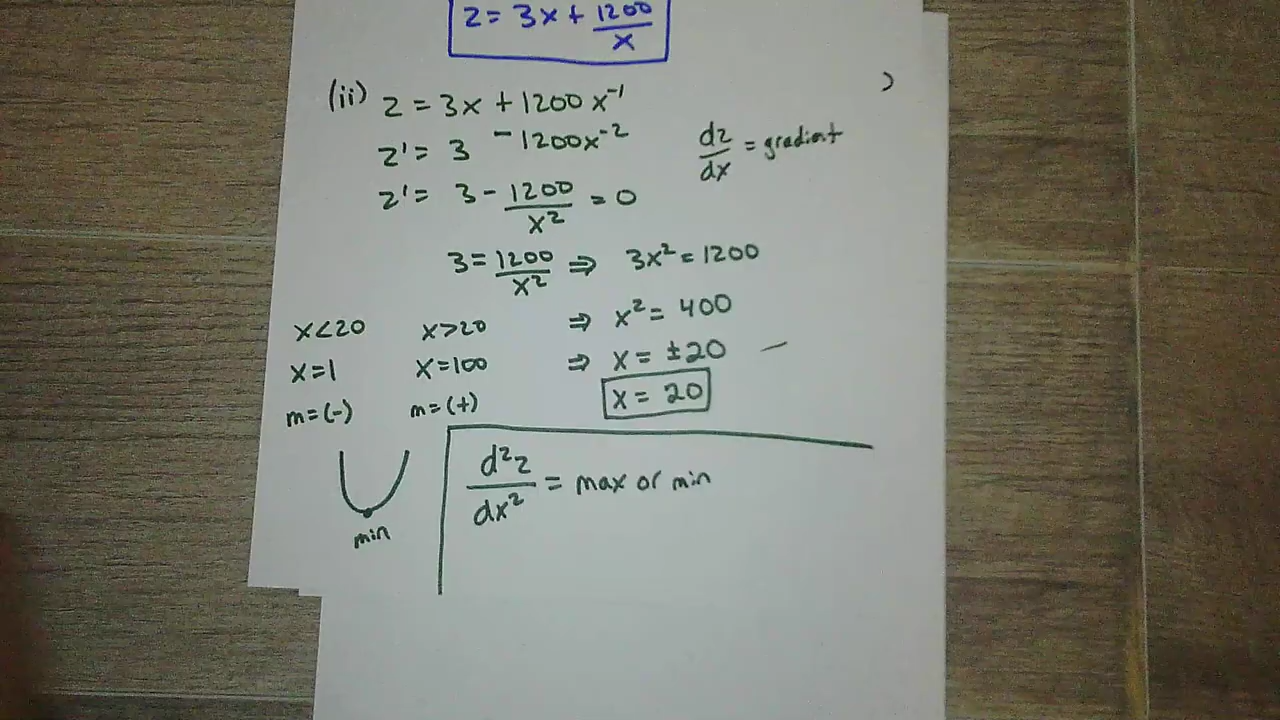 z = 3x + 1200/x
(ii) z = 3x + 1200x⁻¹
z' = 3 - 1200x⁻²
dz/dx = gradient
z' = 3 - 1200/x² = 0
3 = 1200/x² ⇒ 3x² = 1200
⇒ x² = 400
⇒ x = ±20
x = 20
x<20 x>20
x=1 x=100
m=(-) m=(+)
min
d²z/dx² = max or min